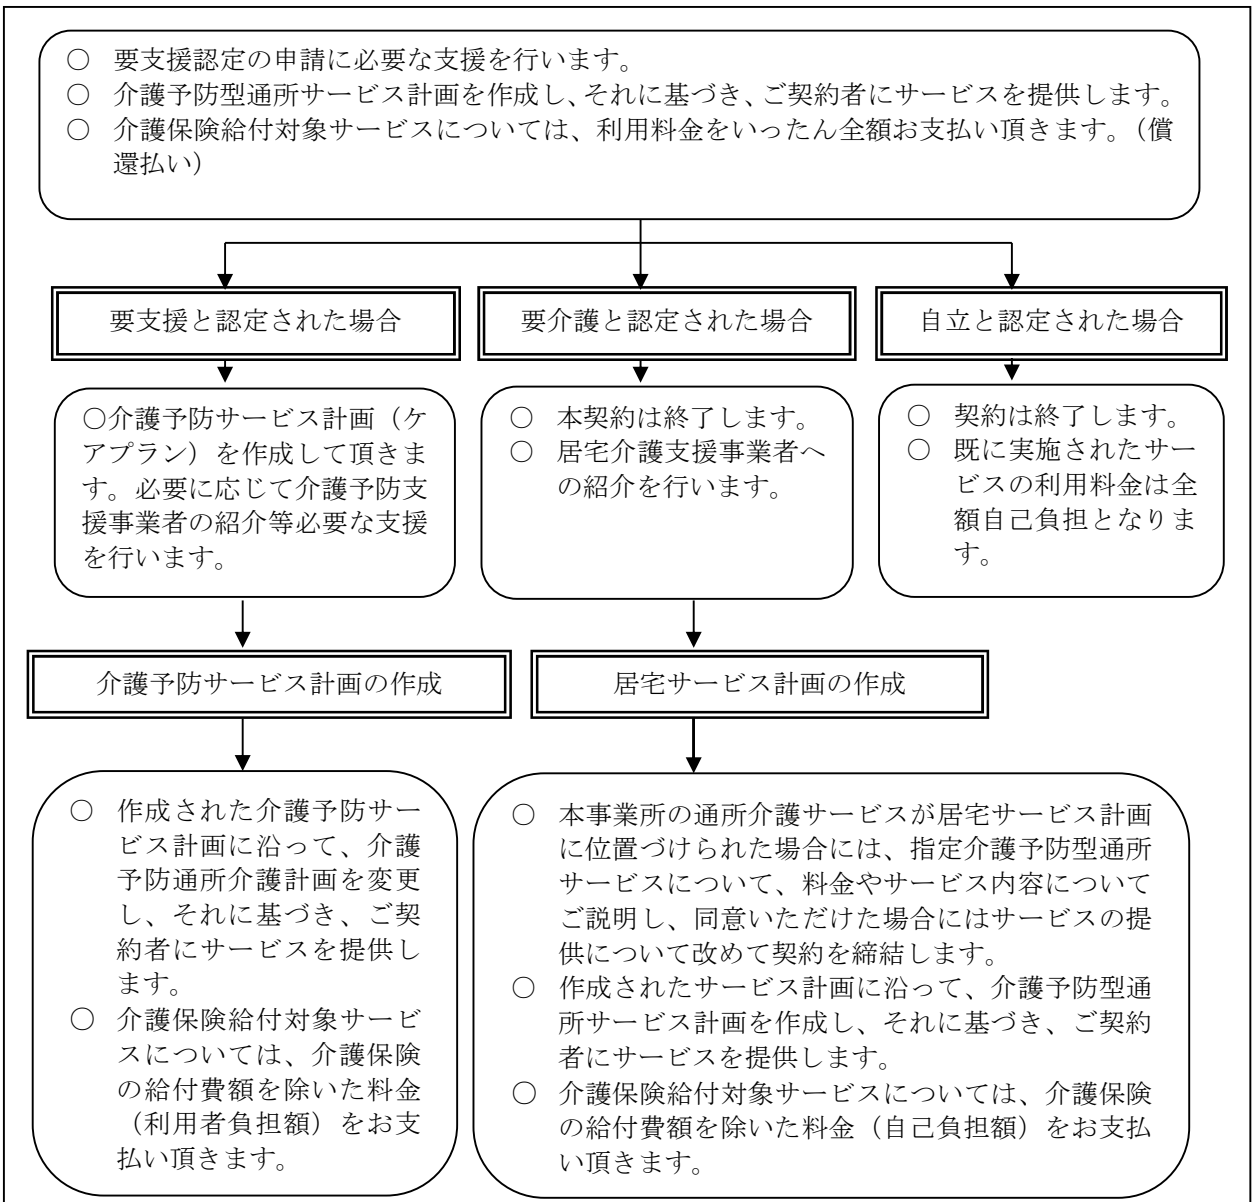 ○ 要支援認定の申請に必要な支援を行います。
○ 介護予防型通所サービス計画を作成し、それに基づき、ご契約者にサービスを提供します。
○ 介護保険給付対象サービスについては、利用料金をいったん全額お支払い頂きます。（償
還払い）
要支援と認定された場合
要介護と認定された場合
自立と認定された場合
○介護予防サービス計画（ケ
アプラン）を作成して頂きま
す。必要に応じて介護予防支
援事業者の紹介等必要な支援
を行います。
○ 本契約は終了します。
○ 居宅介護支援事業者へ
の紹介を行います。
○ 契約は終了します。
○ 既に実施されたサー
ビスの利用料金は全
額自己負担となりま
す。
介護予防サービス計画の作成
居宅サービス計画の作成
○ 作成された介護予防サー
ビス計画に沿って、介護
予防通所介護計画を変更
し、それに基づき、ご契
約者にサービスを提供し
ます。
○ 介護保険給付対象サービ
スについては、介護保険
の給付費額を除いた料金
（利用者負担額）をお支
払い頂きます。
○ 本事業所の通所介護サービスが居宅サービス計画
に位置づけられた場合には、指定介護予防型通所
サービスについて、料金やサービス内容について
ご説明し、同意いただけた場合にはサービスの提
供について改めて契約を締結します。
○ 作成されたサービス計画に沿って、介護予防型通
所サービス計画を作成し、それに基づき、ご契約
者にサービスを提供します。
○ 介護保険給付対象サービスについては、介護保険
の給付費額を除いた料金（自己負担額）をお支払
い頂きます。